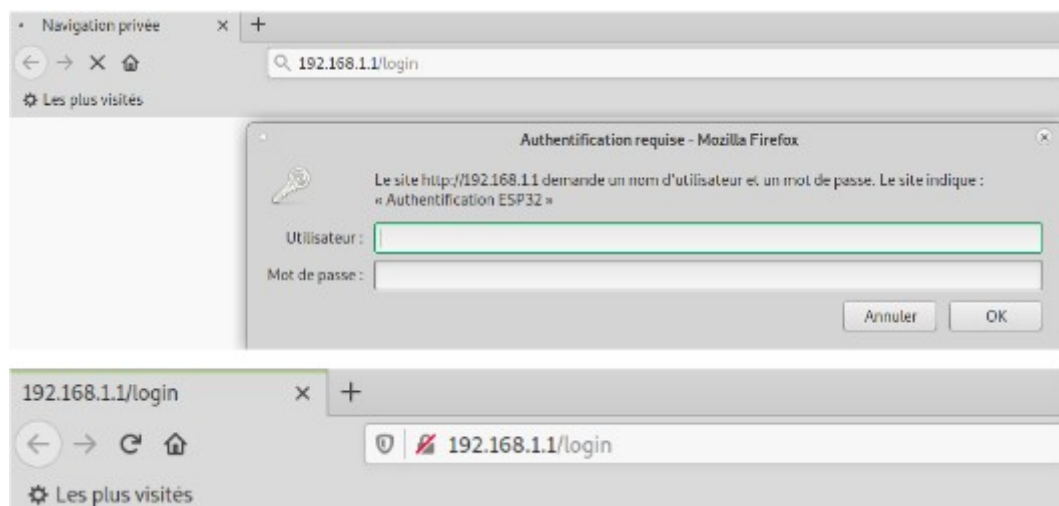 Navigation privée
192.168.1.1/login
Les plus visités
Authentification requise - Mozilla Firefox
Le site http://192.168.1.1 demande un nom d'utilisateur et un mot de passe. Le site indique :
« Authentification ESP32 »
Utilisateur :
Mot de passe :
Annuler OK
192.168.1.1/login
192.168.1.1/login
Les plus visités